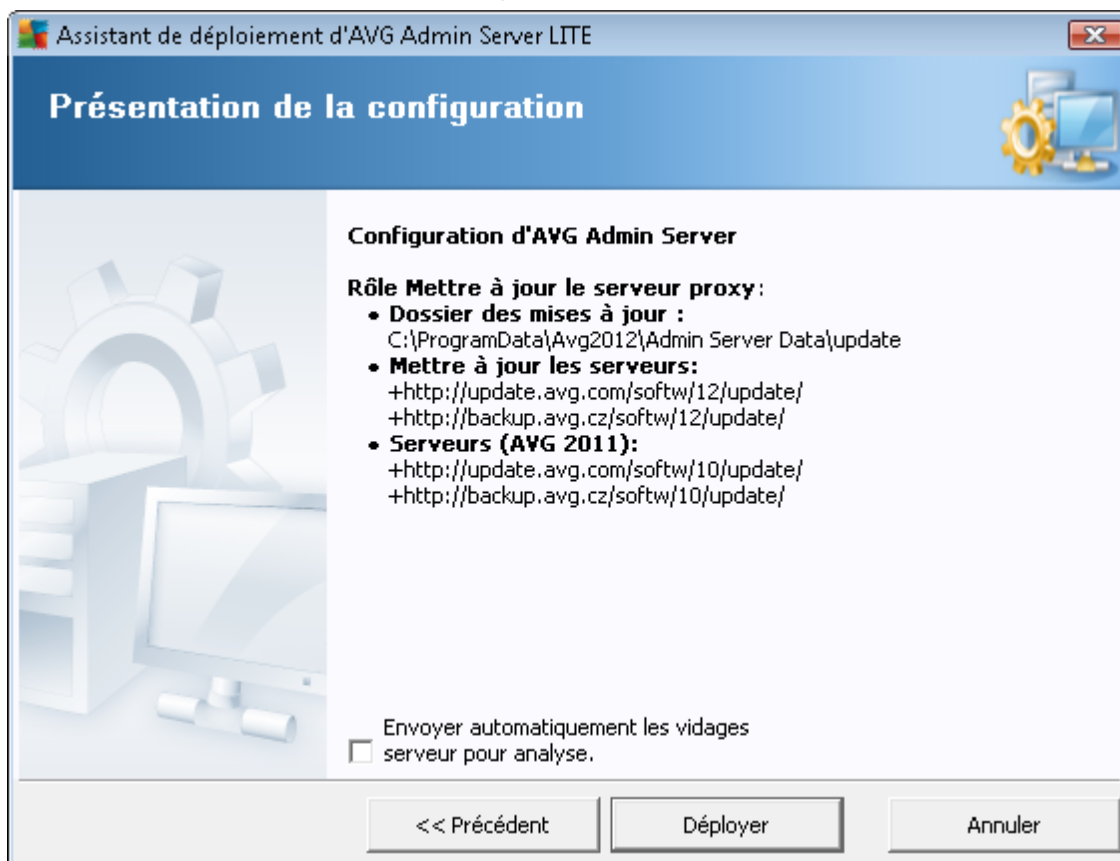 Assistant de déploiement d'AVG Admin Server LITE
Présentation de la configuration
Configuration d'AVG Admin Server
Rôle Mettre à jour le serveur proxy:
• Dossier des mises à jour :
C:\ProgramData\Avg2012\Admin Server Data\update
• Mettre à jour les serveurs:
+http://update.avg.com/softw/12/update/
+http://backup.avg.cz/softw/12/update/
• Serveurs (AVG 2011):
+http://update.avg.com/softw/10/update/
+http://backup.avg.cz/softw/10/update/
Envoyer automatiquement les vidages
serveur pour analyse.
<< Précédent
Déployer
Annuler